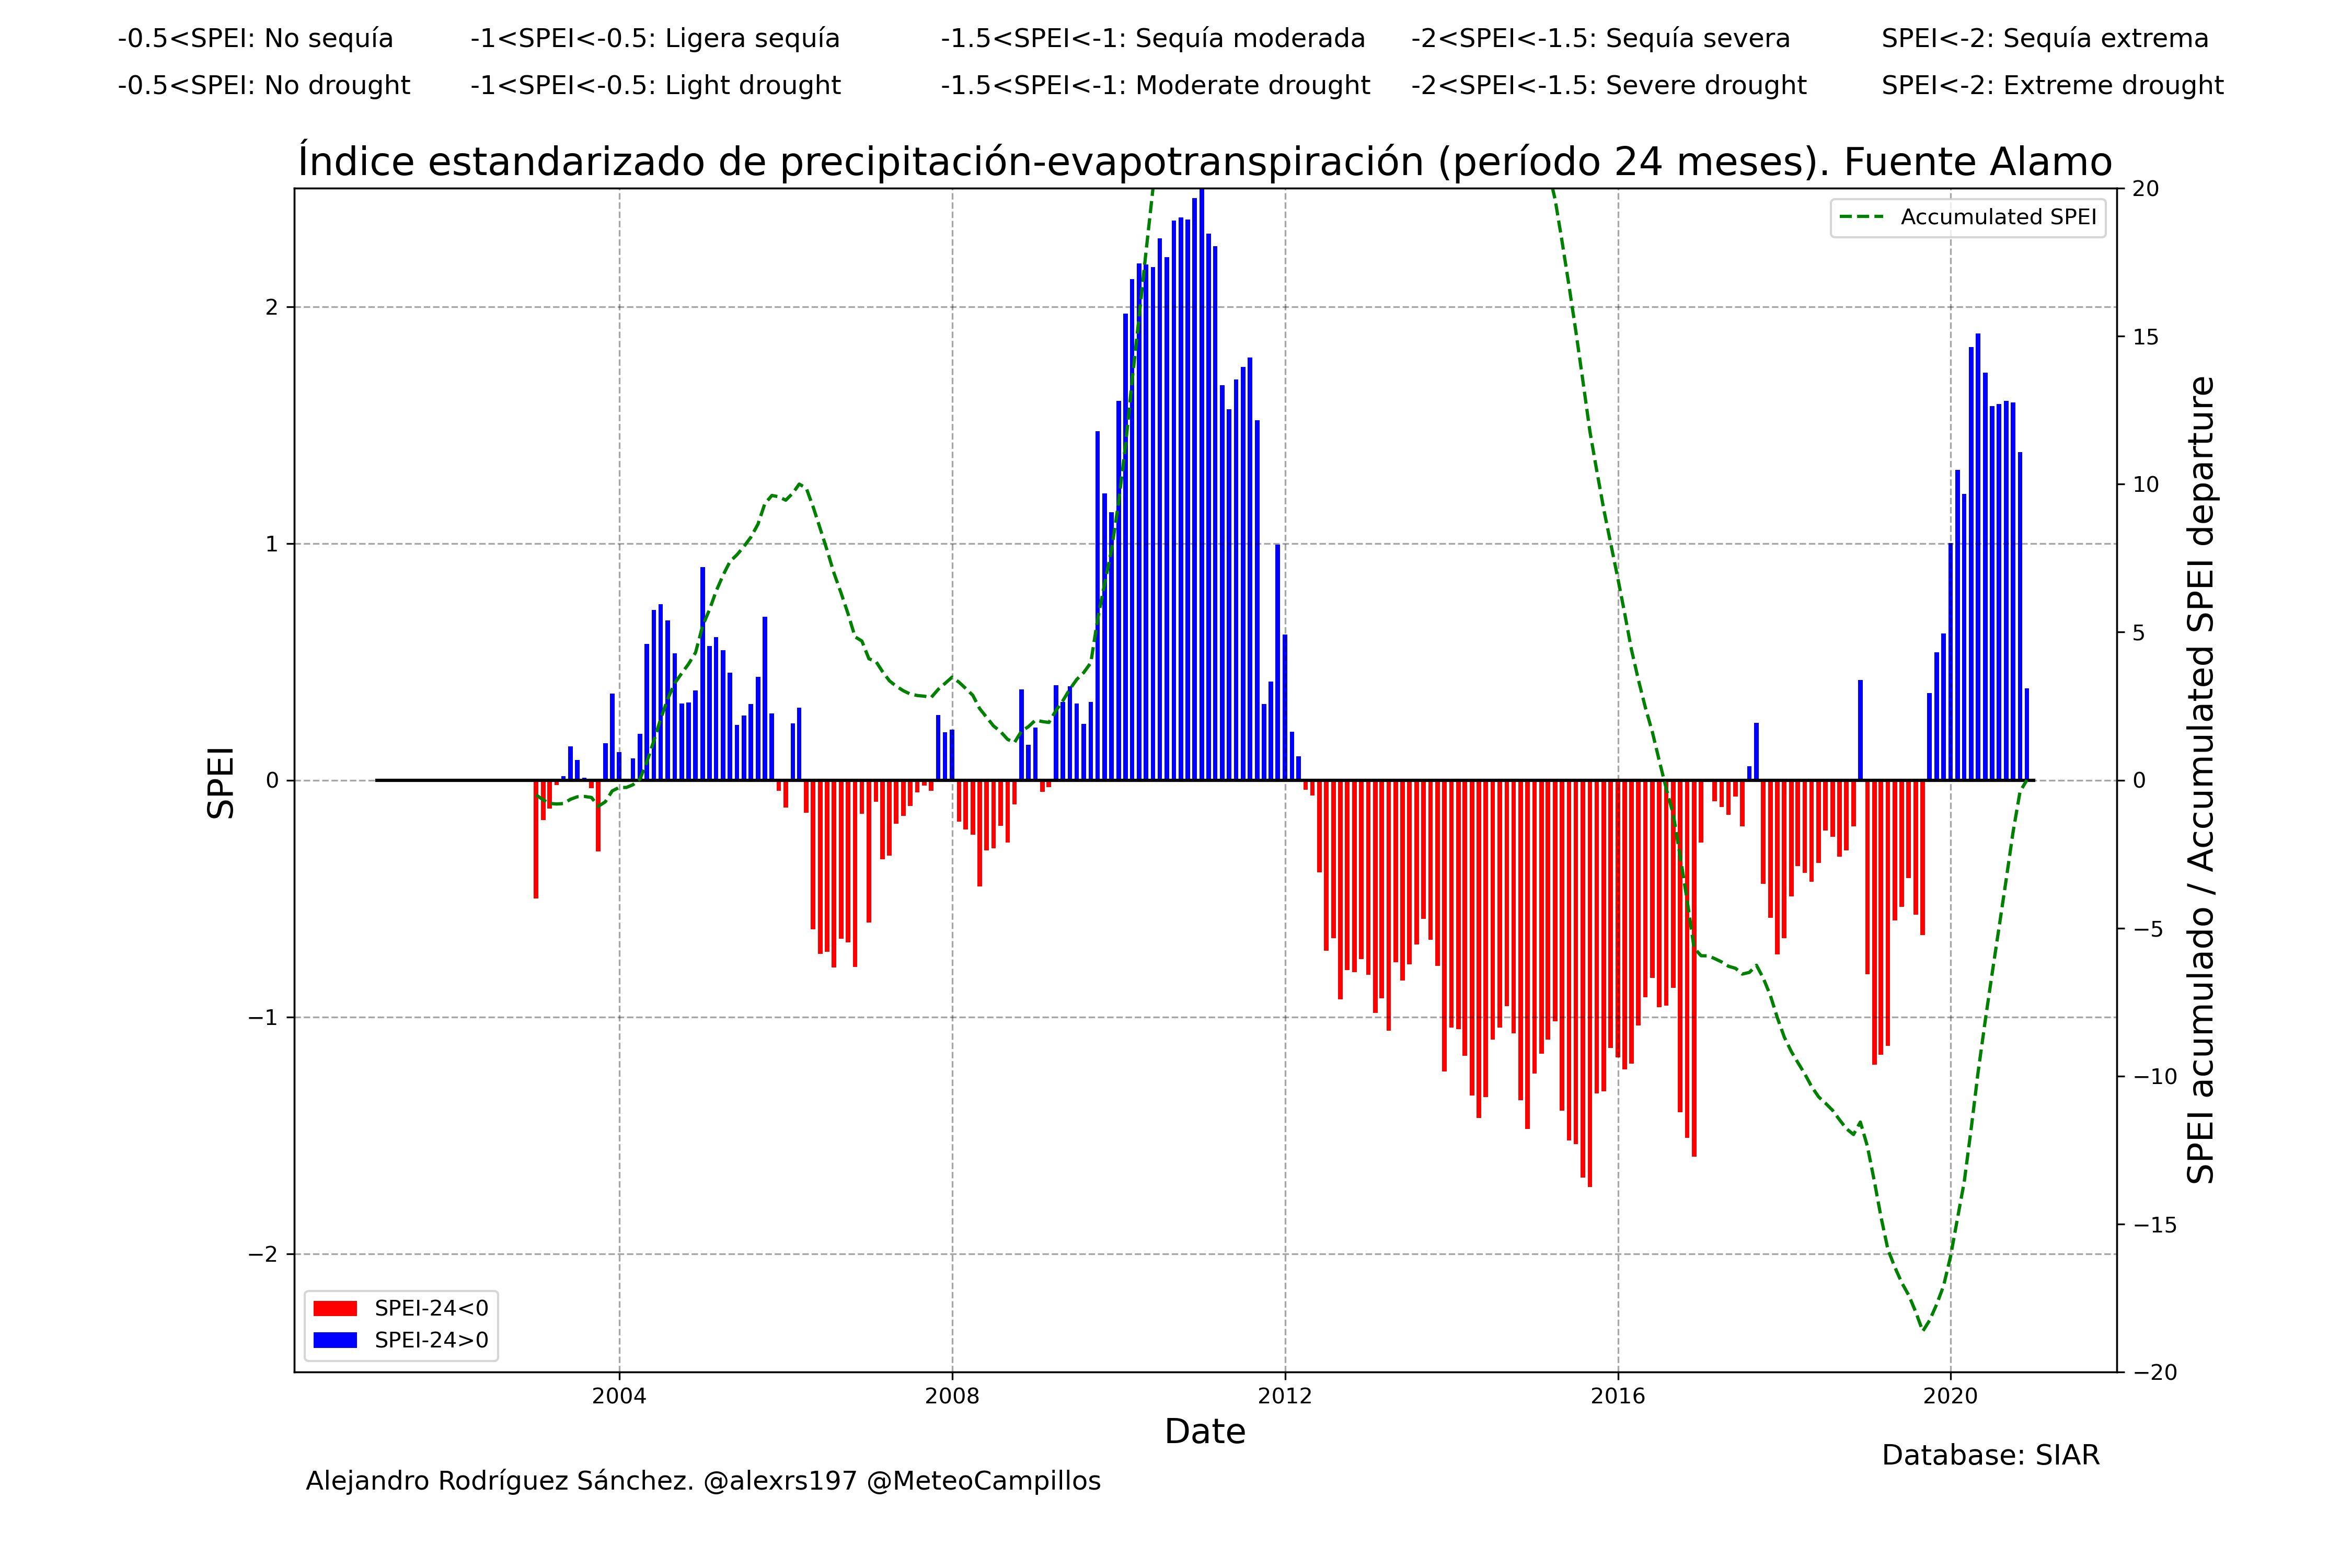 -0.5<SPEI: No sequía -1<SPEI<-0.5: Ligera sequía -1.5<SPEI<-1: Sequía moderada -2<SPEI<-1.5: Sequía severa SPEI<-2: Sequía extrema
-0.5<SPEI: No drought -1<SPEI<-0.5: Light drought -1.5<SPEI<-1: Moderate drought -2<SPEI<-1.5: Severe drought SPEI<-2: Extreme drought
Índice estandarizado de precipitación-evapotranspiración (período 24 meses). Fuente Alamo
Accumulated SPEI
2
1
0
−1
−2
SPEI
20
15
10
5
0
−5
−10
−15
−20
SPEI acumulado / Accumulated SPEI departure
SPEI-24<0
SPEI-24>0
2004 2008 2012 2016 2020
Date
Database: SIAR
Alejandro Rodríguez Sánchez. @alexrs197 @MeteoCampillos